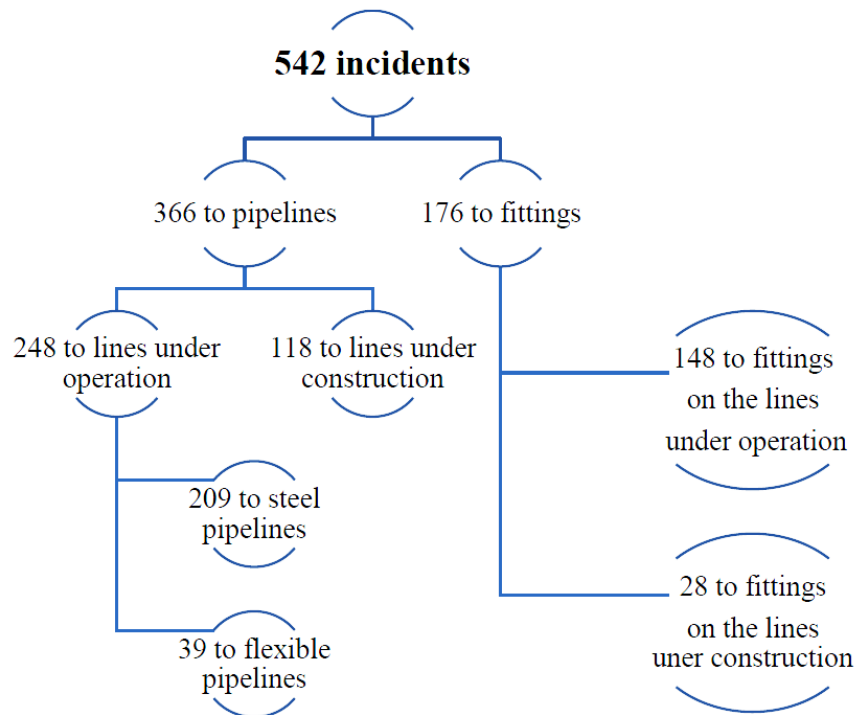 542 incidents
366 to pipelines
176 to fittings
248 to lines under
operation
118 to lines under
construction
148 to fittings
on the lines
under operation
209 to steel
pipelines
28 to fittings
on the lines
uner construction
39 to flexible
pipelines